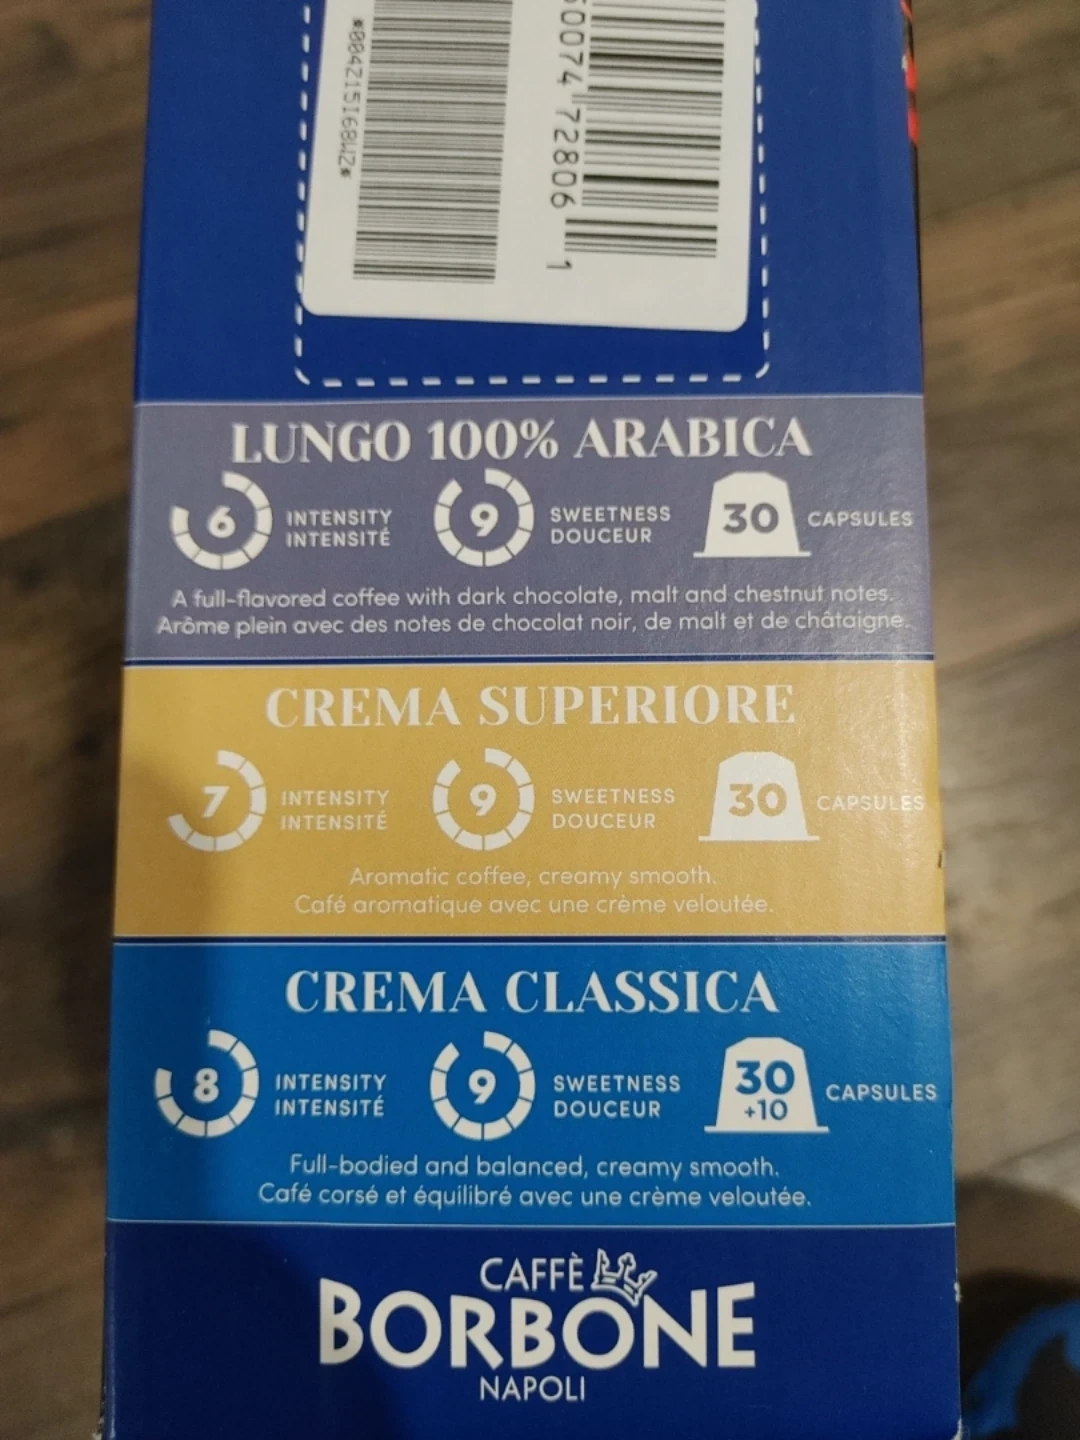 *004215168WZ*
60074 72806 1
LUNGO 100% ARABICA
6 INTENSITY
INTENSITÉ
9 SWEETNESS
DOUCEUR
30 CAPSULES
A full-flavored coffee with dark chocolate, malt and chestnut notes.
Arôme plein avec des notes de chocolat noir, de malt et de châtaigne.
CREMA SUPERIORE
7 INTENSITY
INTENSITÉ
9 SWEETNESS
DOUCEUR
30 CAPSULES
Aromatic coffee, creamy smooth.
Café aromatique avec une crème veloutée.
CREMA CLASSICA
8 INTENSITY
INTENSITÉ
9 SWEETNESS
DOUCEUR
30
+10
CAPSULES
Full-bodied and balanced, creamy smooth.
Café corsé et équilibré avec une crème veloutée.
CAFFÈ
BORBONE
NAPOLI